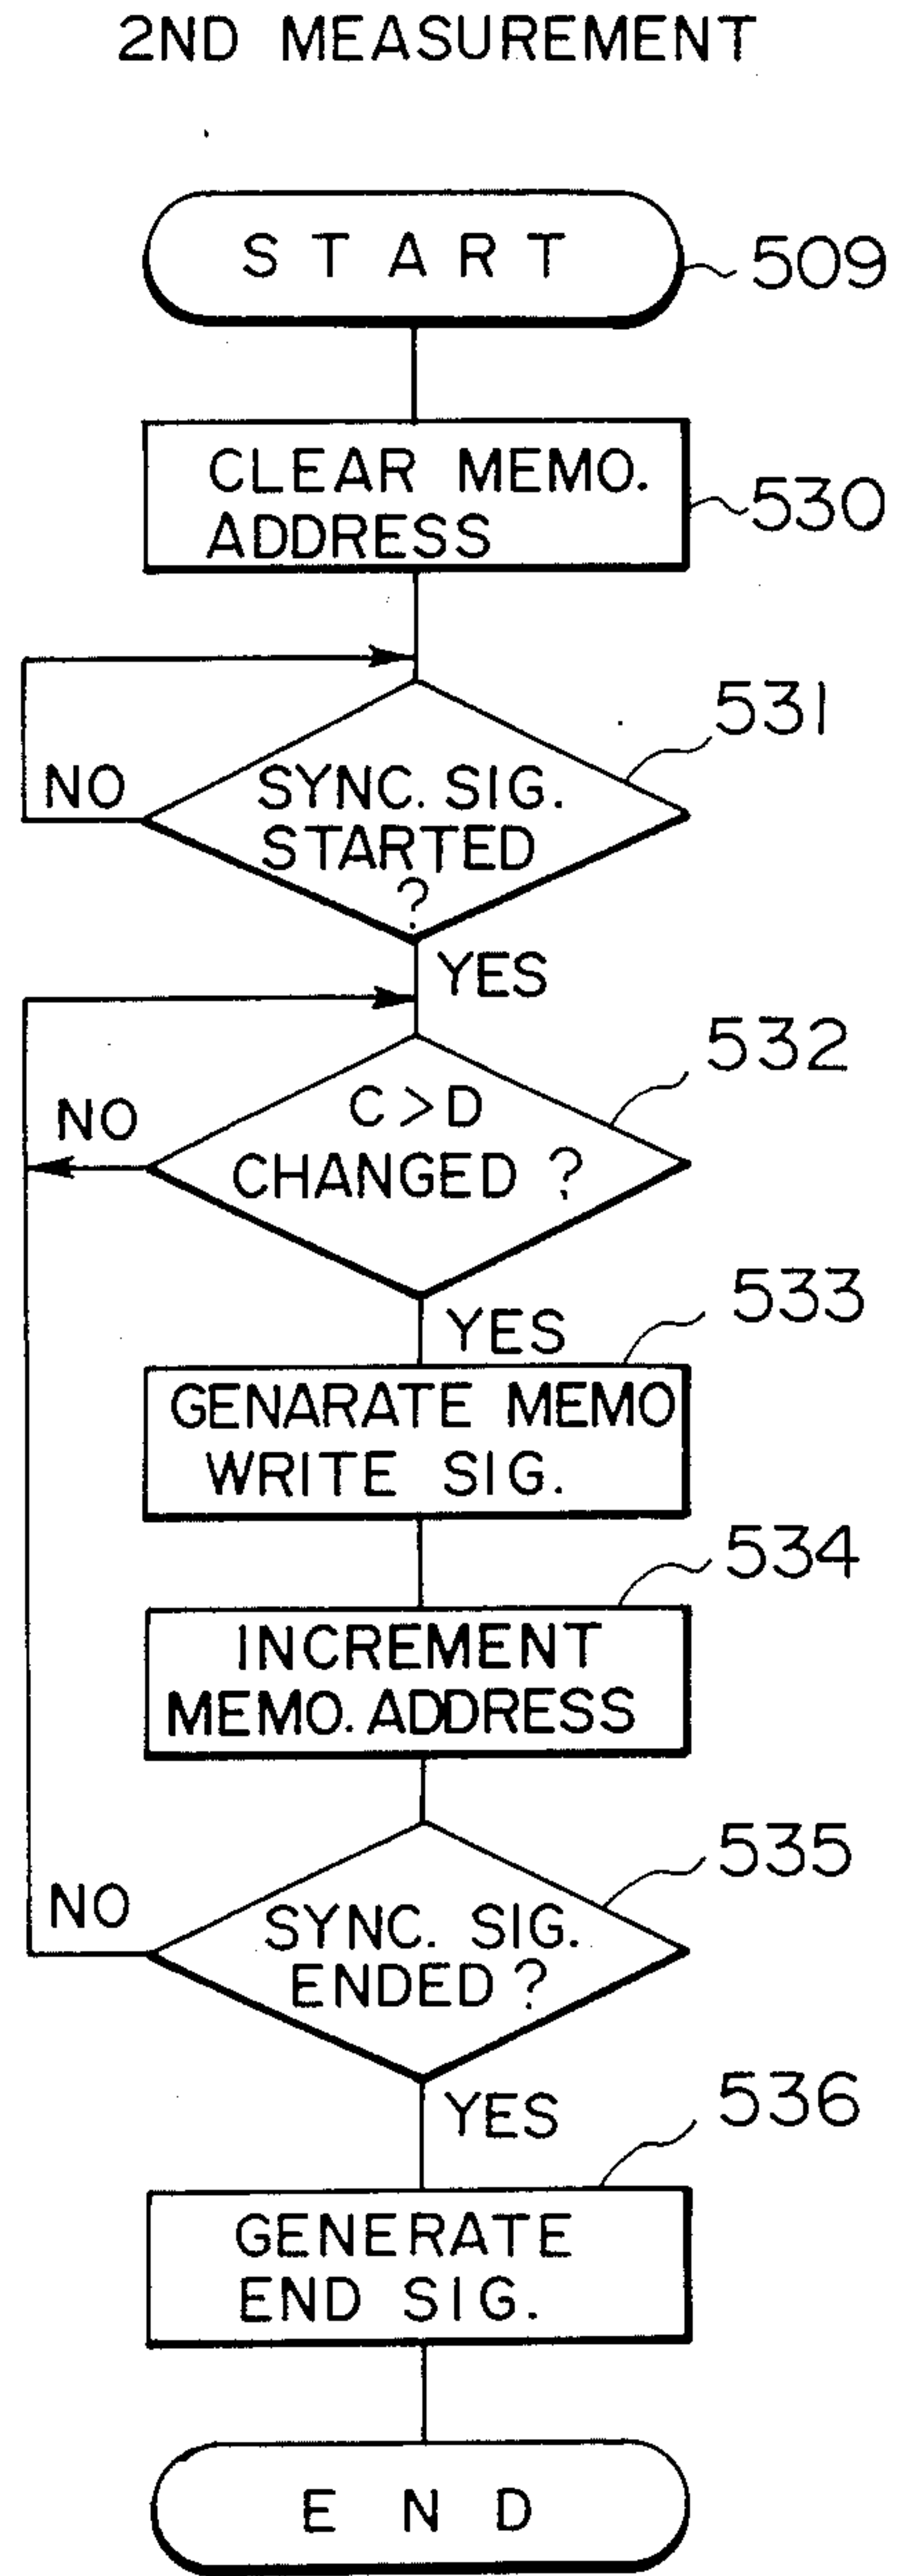 2ND MEASUREMENT
START
509
CLEAR MEMO.
ADDRESS
530
531
NO
SYNC. SIG.
STARTED
?
YES
532
NO
C>D
CHANGED ?
533
YES
GENARATE MEMO
WRITE SIG.
534
INCREMENT
MEMO. ADDRESS
535
NO
SYNC. SIG.
ENDED ?
YES
536
GENERATE
END SIG.
END